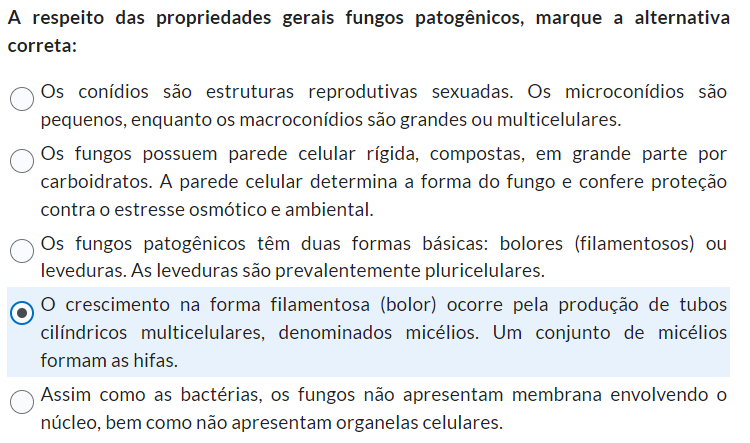 A respeito das propriedades gerais fungos patogênicos, marque a alternativa
correta:
Os conídios são estruturas reprodutivas sexuadas. Os microconídios são
pequenos, enquanto os macroconídios são grandes ou multicelulares.
Os fungos possuem parede celular rígida, compostas, em grande parte por
carboidratos. A parede celular determina a forma do fungo e confere proteção
contra o estresse osmótico e ambiental.
Os fungos patogênicos têm duas formas básicas: bolores (filamentosos) ou
leveduras. As leveduras são prevalentemente pluricelulares.
O crescimento na forma filamentosa (bolor) ocorre pela produção de tubos
cilíndricos multicelulares, denominados micélios. Um conjunto de micélios
formam as hifas.
Assim como as bactérias, os fungos não apresentam membrana envolvendo o
núcleo, bem como não apresentam organelas celulares.